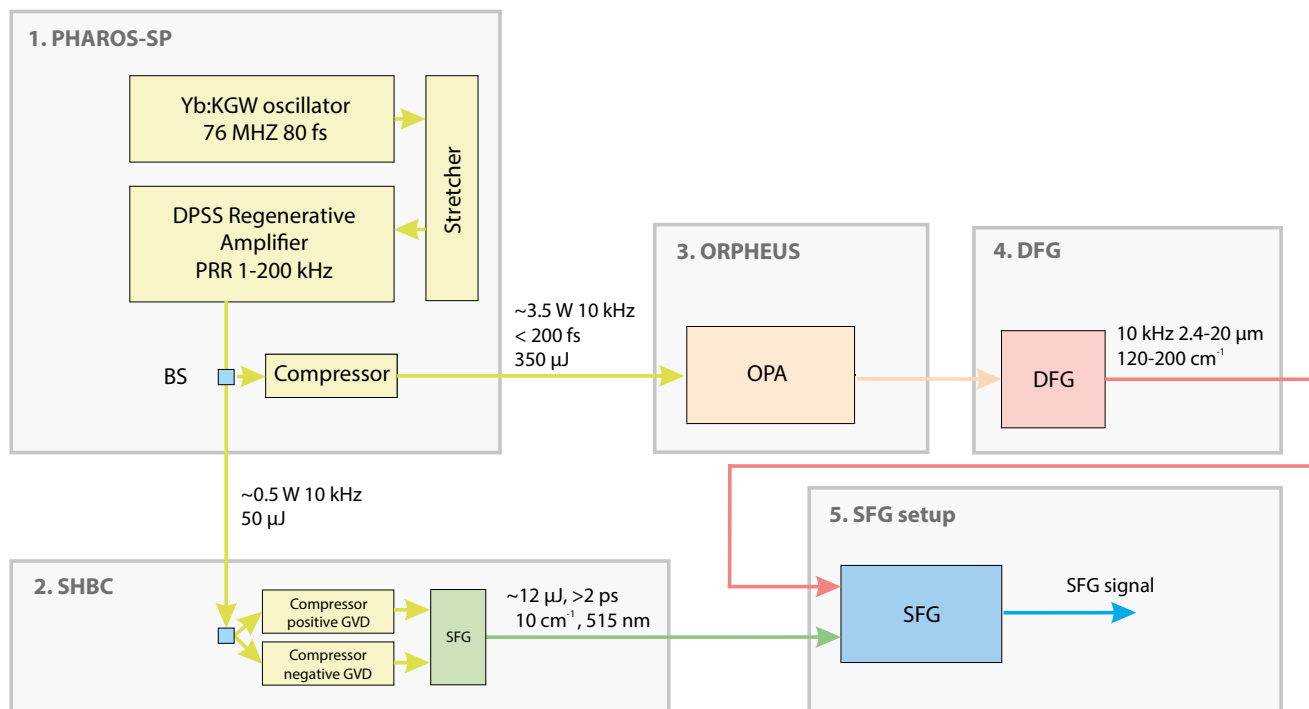 1. PHAROS-SP
Yb:KGW oscillator
76 MHZ 80 fs
Stretcher
DPSS Regenerative
Amplifier
PRR 1-200 kHz
BS
Compressor
~3.5 W 10 kHz
< 200 fs
350 µJ
3. ORPHEUS
OPA
4. DFG
DFG
10 kHz 2.4-20 µm
120-200 cm⁻¹
~0.5 W 10 kHz
50 µJ
2. SHBC
Compressor
positive GVD
Compressor
negative GVD
SFG
~12 µJ, >2 ps
10 cm⁻¹, 515 nm
5. SFG setup
SFG
SFG signal